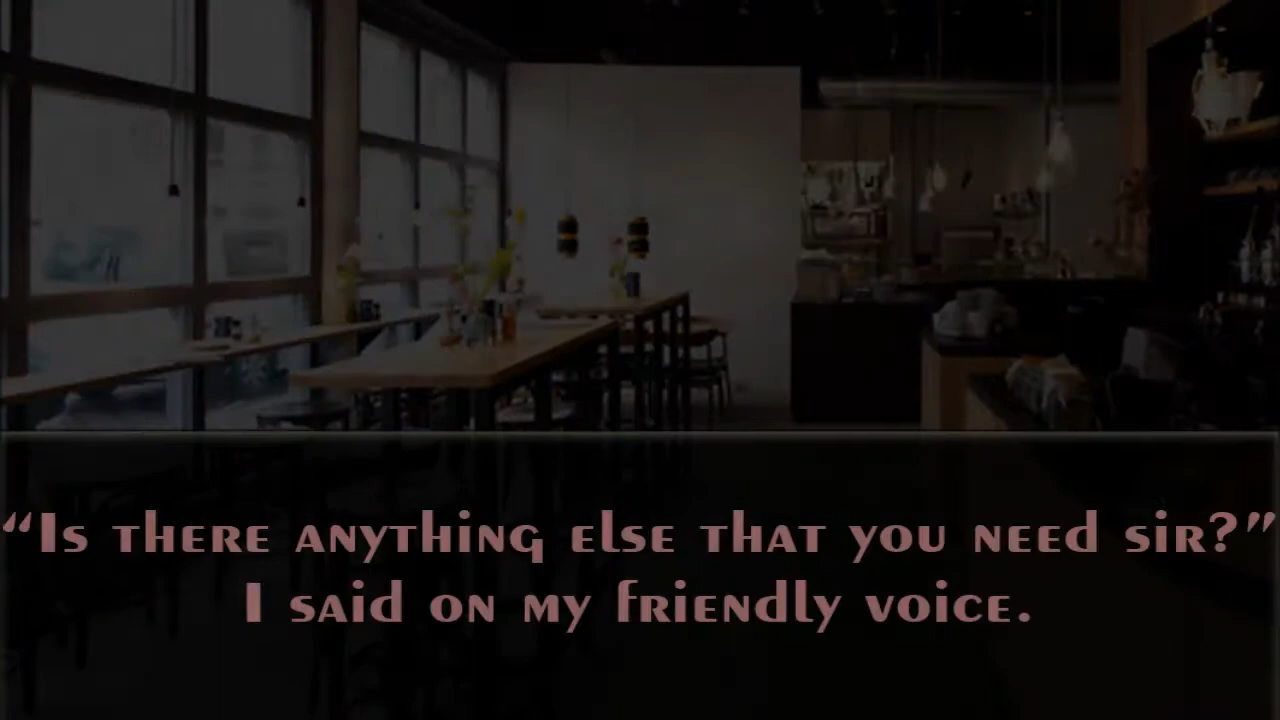 “Is there anything else that you need sir?”
I said on my friendly voice.